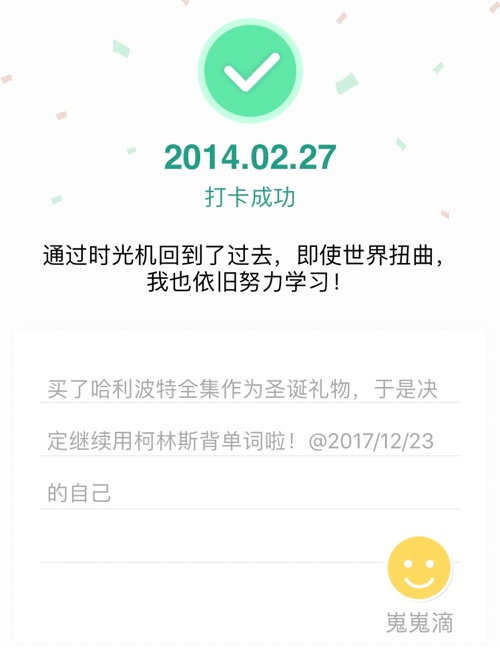 2014.02.27
打卡成功
通过时光机回到了过去，即使世界扭曲，
我也依旧努力学习！
买了哈利波特全集作为圣诞礼物，于是决
定继续用柯林斯背单词啦！@2017/12/23
的自己
嵬嵬滴